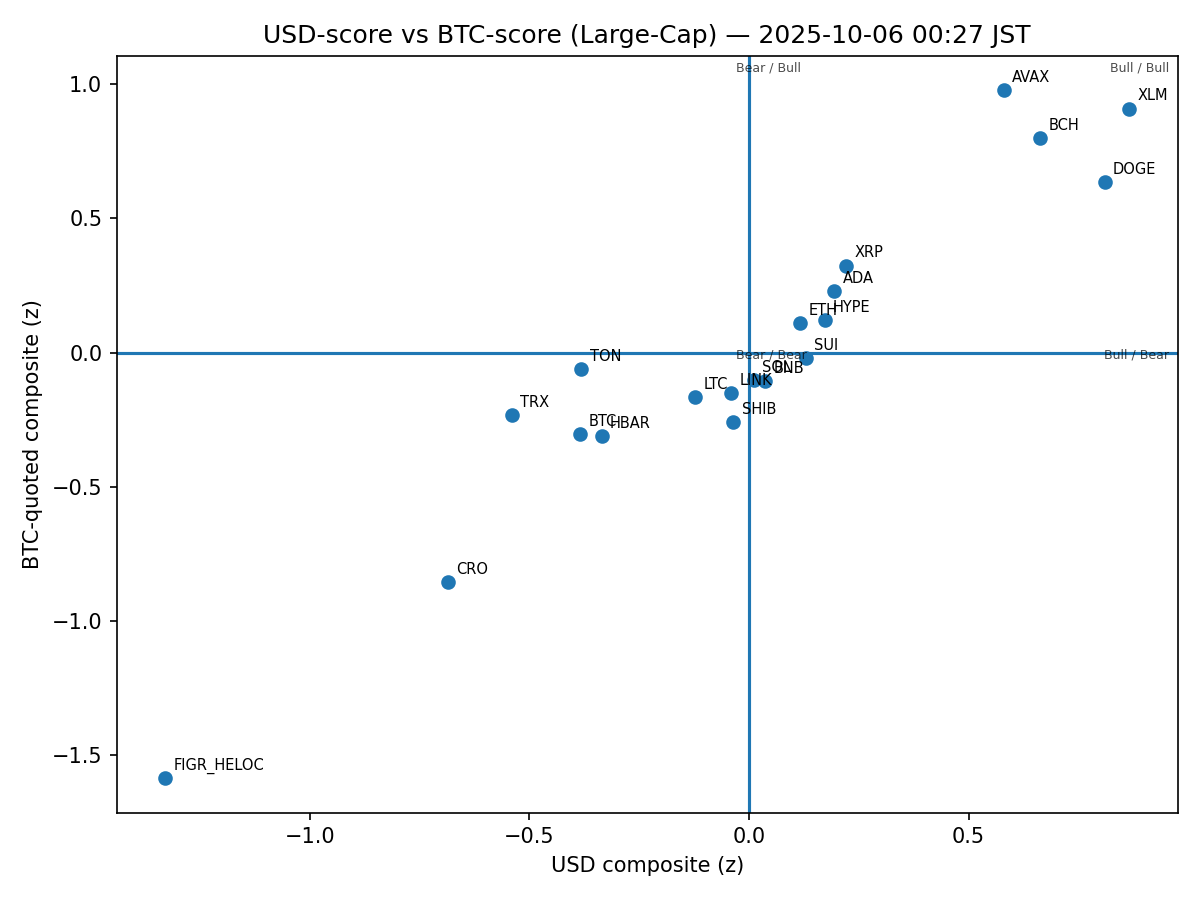 USD-score vs BTC-score (Large-Cap) — 2025-10-06 00:27 JST
Bear / Bull
Bull / Bull
1.0
AVAX
XLM
BCH
DOGE
0.5
XRP
ADA
HYPE
ETH
SUI
0.0
TON
Bear / Bear
Bull / Bear
SOL
BNB
LINK
LTC
TRX
SHIB
BTC
HBAR
−0.5
CRO
−1.0
−1.5
FIGR_HELOC
−1.0
−0.5
0.0
0.5
USD composite (z)
BTC-quoted composite (z)